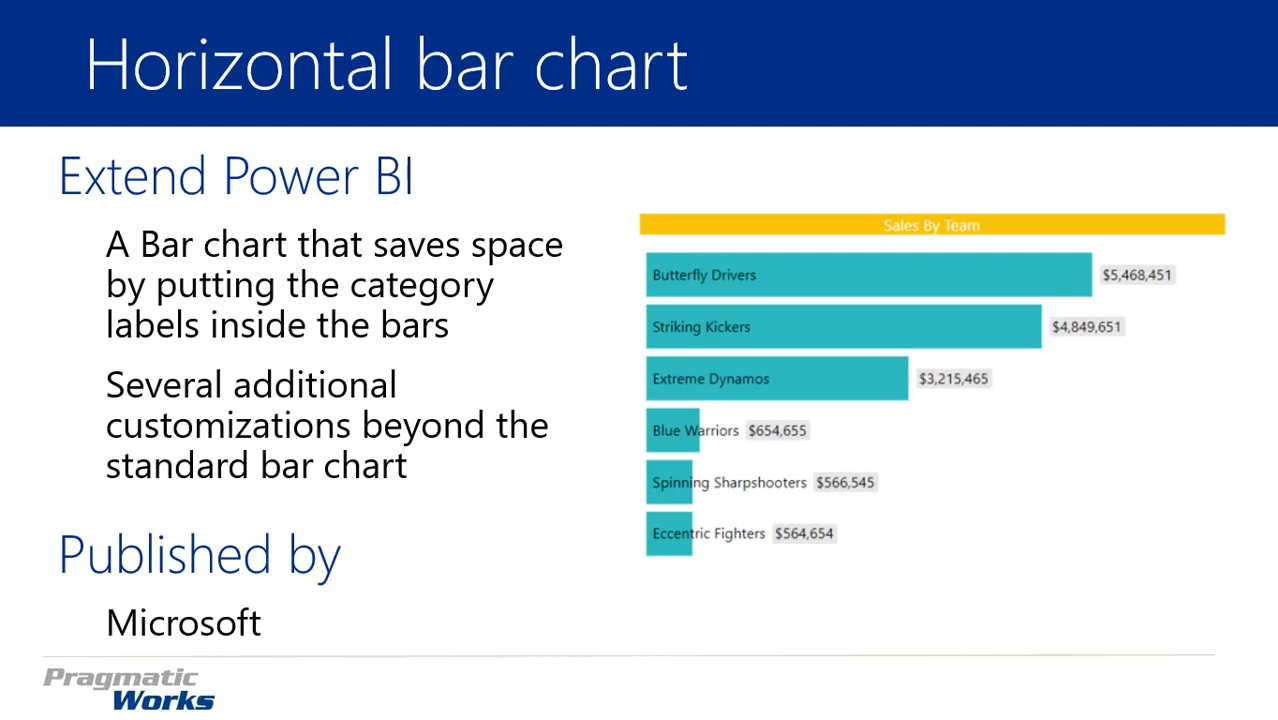 Horizontal bar chart
Extend Power BI
A Bar chart that saves space
by putting the category
labels inside the bars
Several additional
customizations beyond the
standard bar chart
Published by
Microsoft
Sales By Team
Butterfly Drivers $5,468,451
Striking Kickers $4,849,651
Extreme Dynamos $3,215,465
Blue Warriors $654,655
Spinning Sharpshooters $566,545
Eccentric Fighters $564,654
Pragmatic
Works